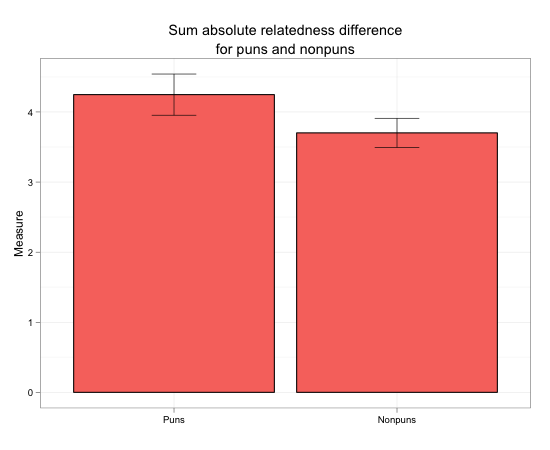 Sum absolute relatedness difference
for puns and nonpuns
Measure
4
3
2
1
0
Puns
Nonpuns